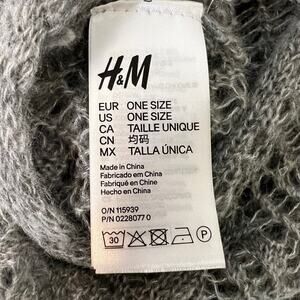 H&M
EUR ONE SIZE
US ONE SIZE
CA TAILLE UNIQUE
CN 均码
MX TALLA ÚNICA
Made in China
Fabricado em China
Fabriqué en Chine
Hecho en China
O/N 115939
P/N 0228077 0
30 P